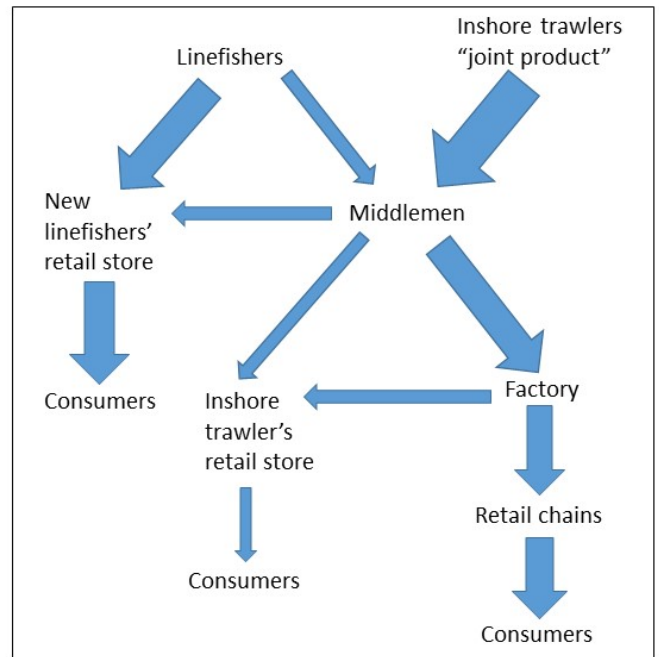 Linefishers
Inshore trawlers
“joint product”
New
linefishers’
retail store
Middlemen
Consumers
Inshore
trawler’s
retail store
Factory
Retail chains
Consumers
Consumers